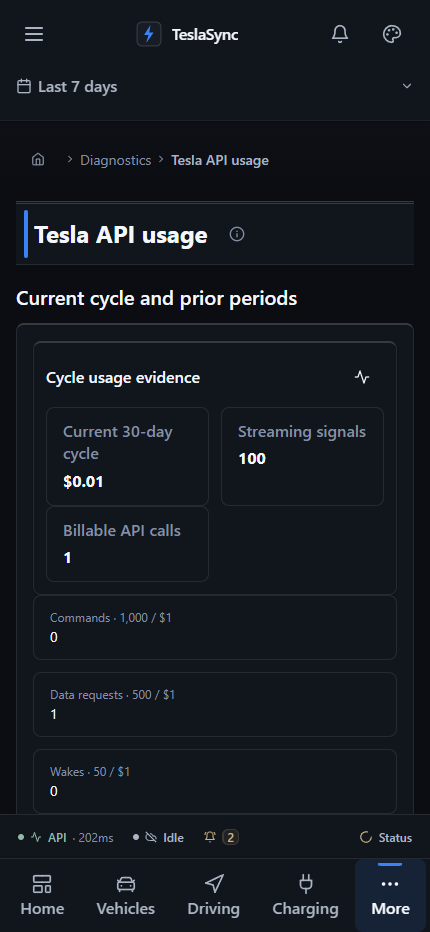 TeslaSync
Last 7 days
Diagnostics
Tesla API usage
Tesla API usage
Current cycle and prior periods
Cycle usage evidence
Current 30-day
cycle
$0.01
Streaming signals
100
Billable API calls
1
Commands · 1,000 / $1
0
Data requests · 500 / $1
1
Wakes · 50 / $1
0
API · 202ms
Idle
2
Status
Home
Vehicles
Driving
Charging
More